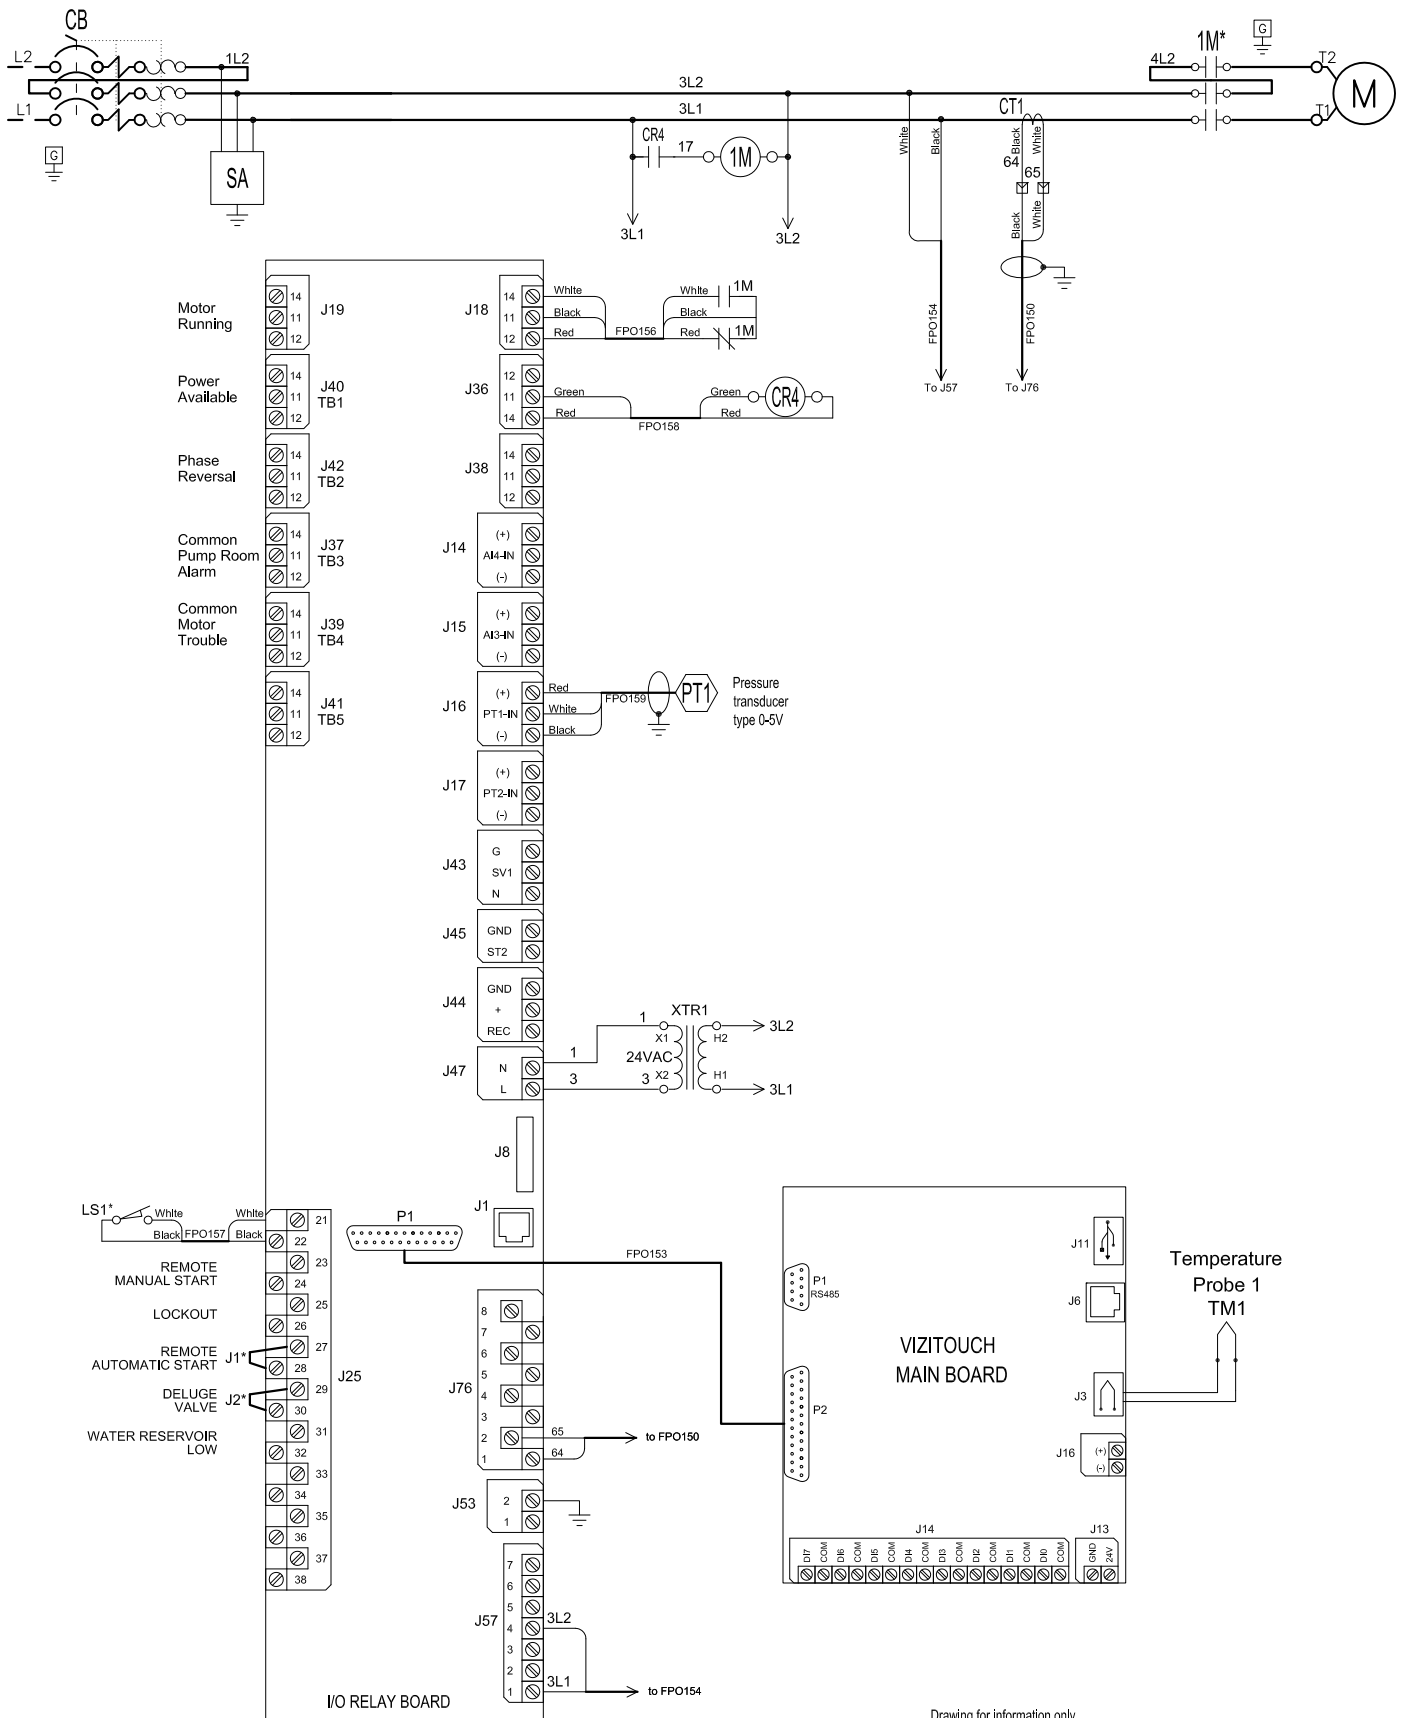 CB
L2
1L2
L1
G
SA
3L2
3L1
CR4
17
1M
3L1
3L2
White
Black
CT1
Black
White
64
65
Black
White
FPO154
FPO150
To J57
To J76
4L2
1M*
G
T2
T1
M
Motor
Running
14
11
12
J19
Power
Available
14
11
12
J40
TB1
Phase
Reversal
14
11
12
J42
TB2
Common
Pump Room
Alarm
14
11
12
J37
TB3
Common
Motor
Trouble
14
11
12
J39
TB4
14
11
12
J41
TB5
J18
14
11
12
White
Black
Red
FPO156
White
Black
Red
1M
1M
J36
12
11
14
Green
Red
FPO158
Green
Red
CR4
J38
14
11
12
J14
(+)
AI4-IN
(-)
J15
(+)
AI3-IN
(-)
J16
(+)
PT1-IN
(-)
Red
White
Black
FPO159
PT1
Pressure
transducer
type 0-5V
J17
(+)
PT2-IN
(-)
J43
G
SV1
N
J45
GND
ST2
J44
GND
+
REC
J47
N
L
1
3
1
3
XTR1
X1
24VAC
X2
H2
H1
3L2
3L1
J8
J1
P1
LS1*
White
Black
FPO157
White
Black
REMOTE
MANUAL START
LOCKOUT
REMOTE
AUTOMATIC START
J1*
DELUGE
VALVE
J2*
WATER RESERVOIR
LOW
21
22
23
24
25
26
27
28
29
30
31
32
33
34
35
36
37
38
J25
FPO153
J76
8
7
6
5
4
3
2
1
65
64
to FPO150
J53
2
1
J57
7
6
5
4
3
2
1
3L2
3L1
to FPO154
I/O RELAY BOARD
P1
RS485
P2
VIZITOUCH
MAIN BOARD
J11
J6
J3
J16
(+)
(-)
Temperature
Probe 1
TM1
J14
DI7
COM
DI6
COM
DI5
COM
DI4
COM
DI3
COM
DI2
COM
DI1
COM
DI0
COM
J13
GND
24V
Drawing for information only